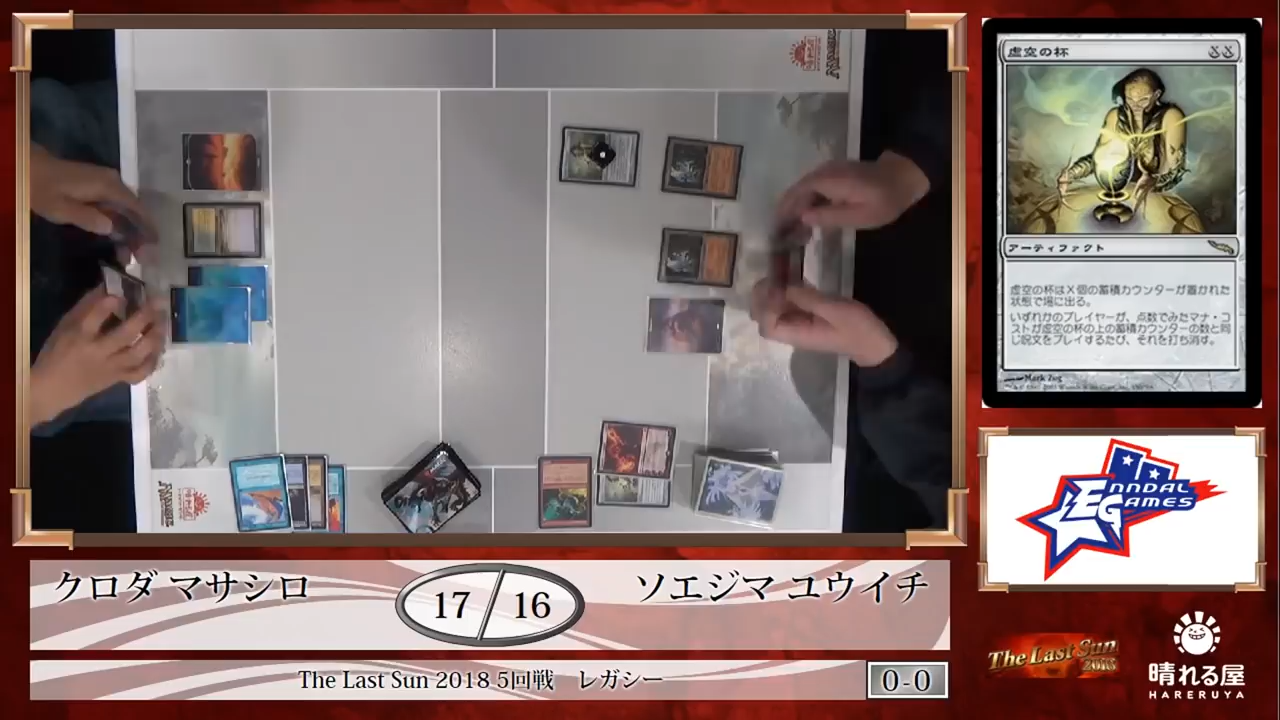 虚空の杯
XX
アーティファクト
虚空の杯はX個の蓄積カウンターが置かれた
状態で場に出る。
いずれかのプレイヤーが、点数でみたマナ・コ
ストが虚空の杯の上の蓄積カウンターの数と同
じ呪文をプレイするたび、それを打ち消す。
Mark Zug
ENNDAL
GAMES
クロダ マサシロ
17/16
ソエジマ ユウイチ
The Last Sun 2018 5回戦 レガシー
0-0
The Last Sun
2018
晴れる屋
HARERUYA